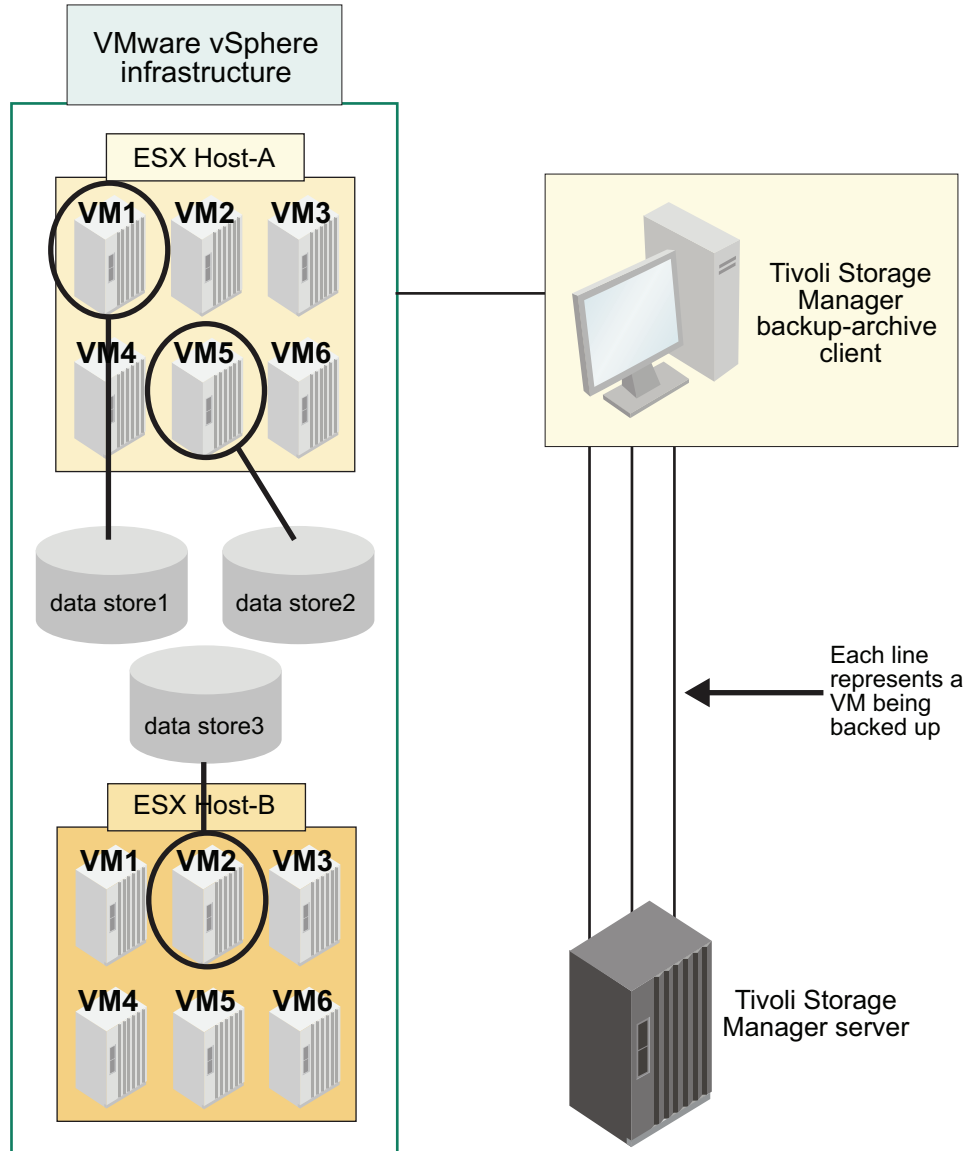 VMware vSphere
infrastructure
ESX Host-A
VM1 VM2 VM3
VM4 VM5 VM6
data store1 data store2
data store3
ESX Host-B
VM1 VM2 VM3
VM4 VM5 VM6
Tivoli Storage
Manager
backup-archive
client
Each line
represents a
VM being
backed up
Tivoli Storage
Manager server